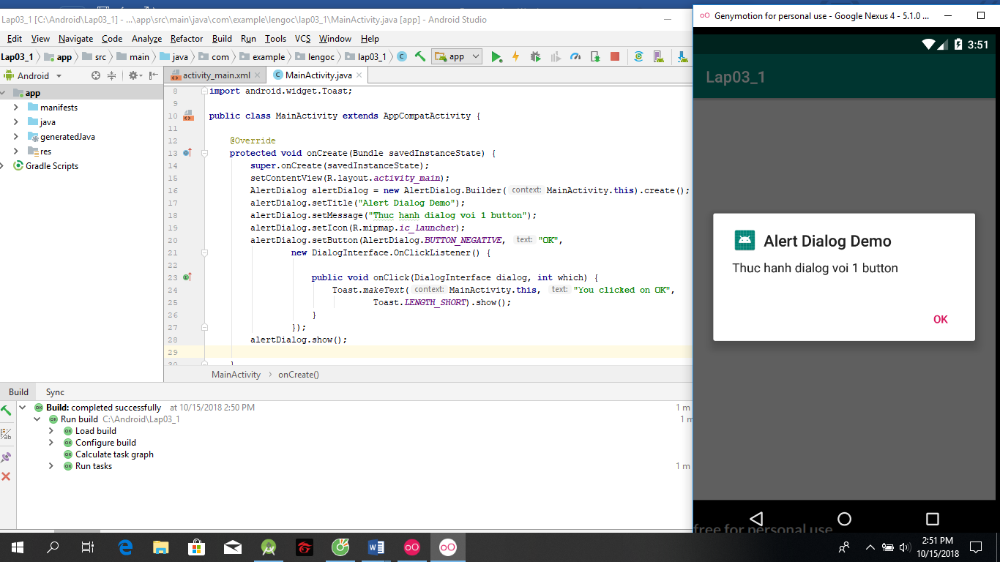 Lap03_1 [C:\Android\Lap03_1] - ...\app\src\main\java\com\example\lengoc\lap03_1\MainActivity.java [app] - Android Studio
Edit View Navigate Code Analyze Refactor Build Run Tools VCS Window Help
Lap03_1 app src main java com example lengoc lap03_1 C app
Android
activity_main.xml
C MainActivity.java
app
manifests
java
generatedJava
res
Gradle Scripts
8 import android.widget.Toast;
9
10 public class MainActivity extends AppCompatActivity {
11
12 @Override
13 protected void onCreate(Bundle savedInstanceState) {
14 super.onCreate(savedInstanceState);
15 setContentView(R.layout.activity_main);
16 AlertDialog alertDialog = new AlertDialog.Builder( context: MainActivity.this).create();
17 alertDialog.setTitle("Alert Dialog Demo");
18 alertDialog.setMessage("Thuc hanh dialog voi 1 button");
19 alertDialog.setIcon(R.mipmap.ic_launcher);
20 alertDialog.setButton(AlertDialog.BUTTON_NEGATIVE, text: "OK",
21 new DialogInterface.OnClickListener() {
22
23 public void onClick(DialogInterface dialog, int which) {
24 Toast.makeText( context: MainActivity.this, text: "You clicked on OK",
25 Toast.LENGTH_SHORT).show();
26 }
27 });
28 alertDialog.show();
29
30 }
MainActivity onCreate()
Build Sync
Build: completed successfully at 10/15/2018 2:50 PM 1 m
Run build C:\Android\Lap03_1 1 m
OK Load build
OK Configure build
OK Calculate task graph
OK Run tasks 1 m
Genymotion for personal use - Google Nexus 4 - 5.1.0 ...
3:51
Lap03_1
Alert Dialog Demo
Thuc hanh dialog voi 1 button
OK
free for personal use
2:51 PM
10/15/2018